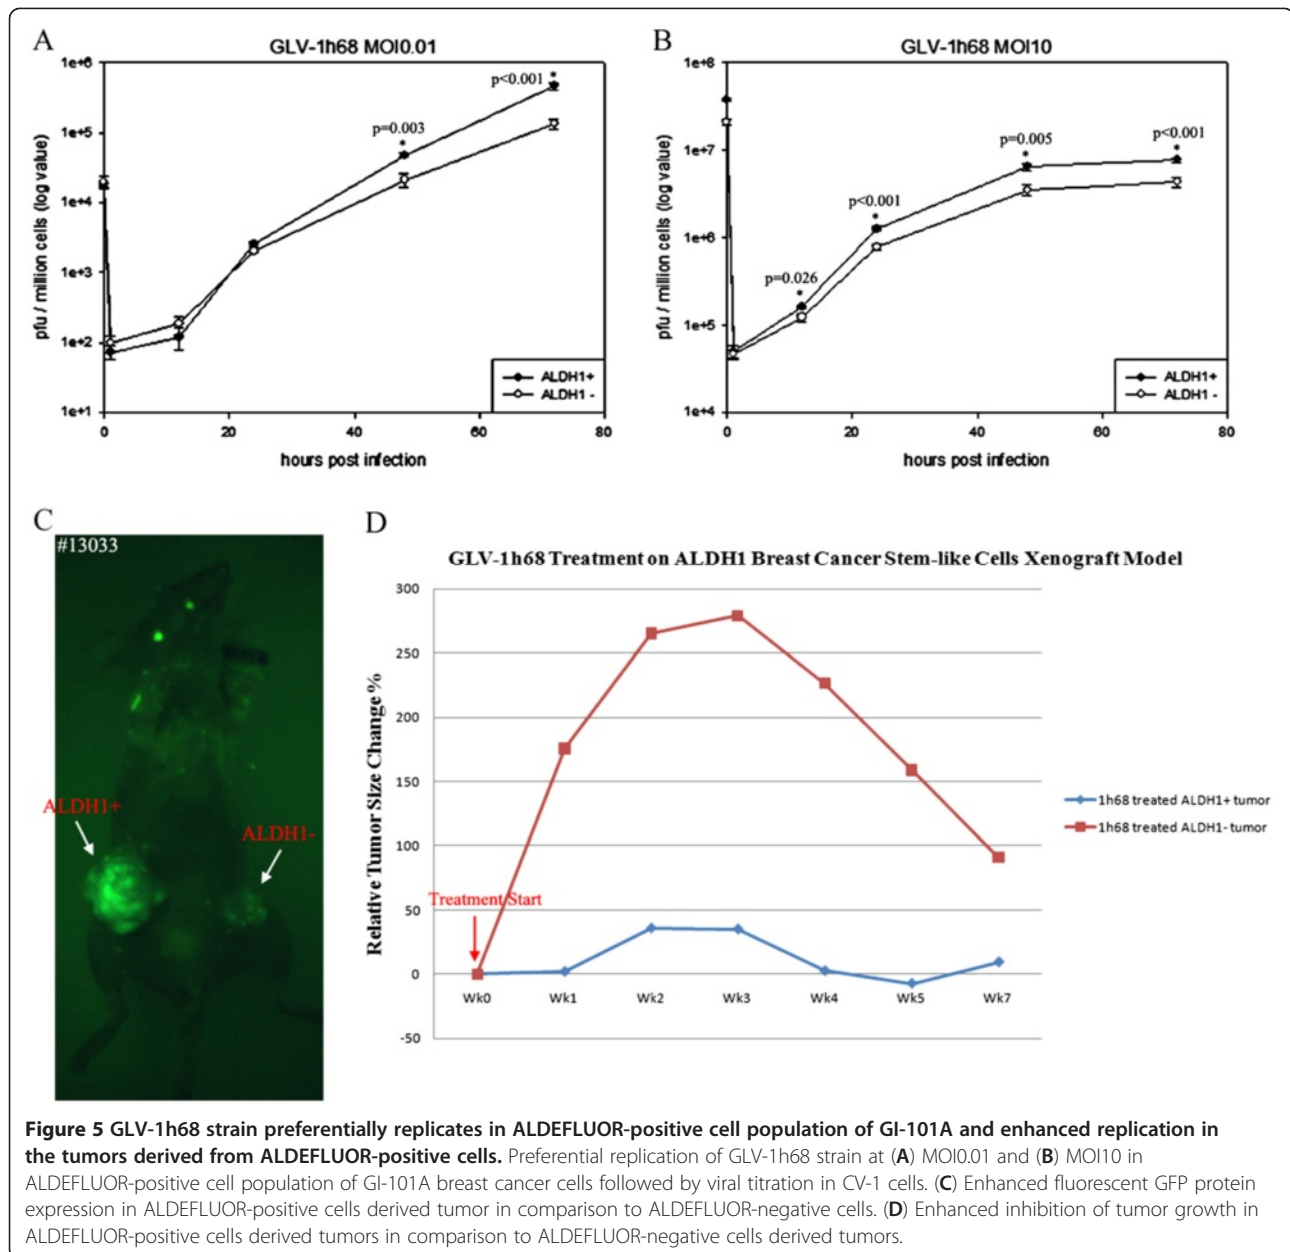 A
GLV-1h68 MOI0.01
pfu / million cells (log value)
1e+6
1e+5
1e+4
1e+3
1e+2
1e+1
p=0.003
*
p<0.001
*
ALDH1+
ALDH1 -
0 20 40 60 80
hours post infection
B
GLV-1h68 MOI10
pfu / million cells (log value)
1e+8
1e+7
1e+6
1e+5
1e+4
p=0.026
*
p<0.001
*
p=0.005
*
p<0.001
*
ALDH1+
ALDH1 -
0 20 40 60 80
hours post infection
C
#13033
ALDH1+
ALDH1-
D
GLV-1h68 Treatment on ALDH1 Breast Cancer Stem-like Cells Xenograft Model
Relative Tumor Size Change %
300
250
200
150
100
50
0
-50
Treatment Start
Wk0 Wk1 Wk2 Wk3 Wk4 Wk5 Wk7
1h68 treated ALDH1+ tumor
1h68 treated ALDH1- tumor
Figure 5 GLV-1h68 strain preferentially replicates in ALDEFLUOR-positive cell population of GI-101A and enhanced replication in
the tumors derived from ALDEFLUOR-positive cells. Preferential replication of GLV-1h68 strain at (A) MOI0.01 and (B) MOI10 in
ALDEFLUOR-positive cell population of GI-101A breast cancer cells followed by viral titration in CV-1 cells. (C) Enhanced fluorescent GFP protein
expression in ALDEFLUOR-positive cells derived tumor in comparison to ALDEFLUOR-negative cells. (D) Enhanced inhibition of tumor growth in
ALDEFLUOR-positive cells derived tumors in comparison to ALDEFLUOR-negative cells derived tumors.